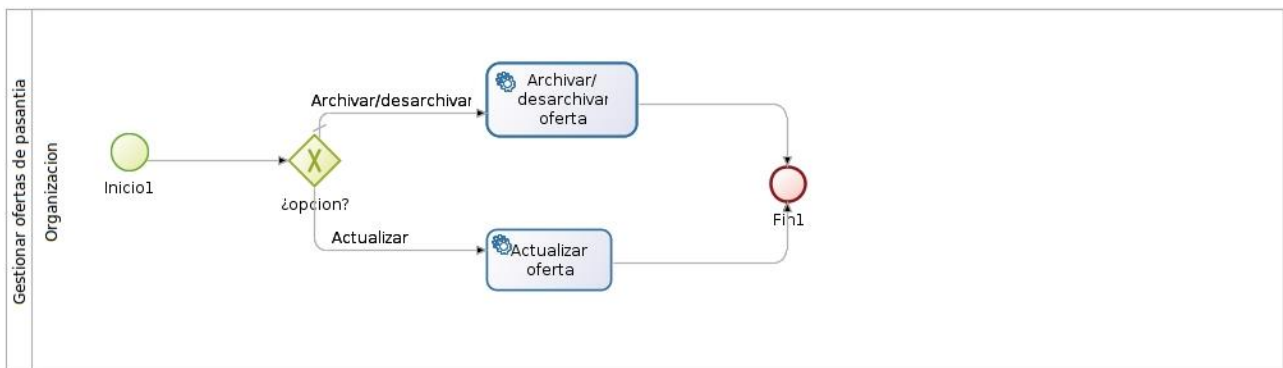 Gestionar ofertas de pasantia
Organizacion
Inicio1
¿opcion?
Archivar/desarchivar
Archivar/
desarchivar
oferta
Actualizar
Actualizar
oferta
Fin1